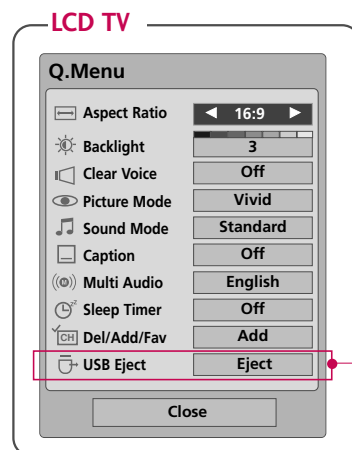 LCD TV
Q.Menu
Aspect Ratio ◄ 16:9 ►
Backlight 3
Clear Voice Off
Picture Mode Vivid
Sound Mode Standard
Caption Off
Multi Audio English
Sleep Timer Off
CH Del/Add/Fav Add
USB Eject Eject
Close